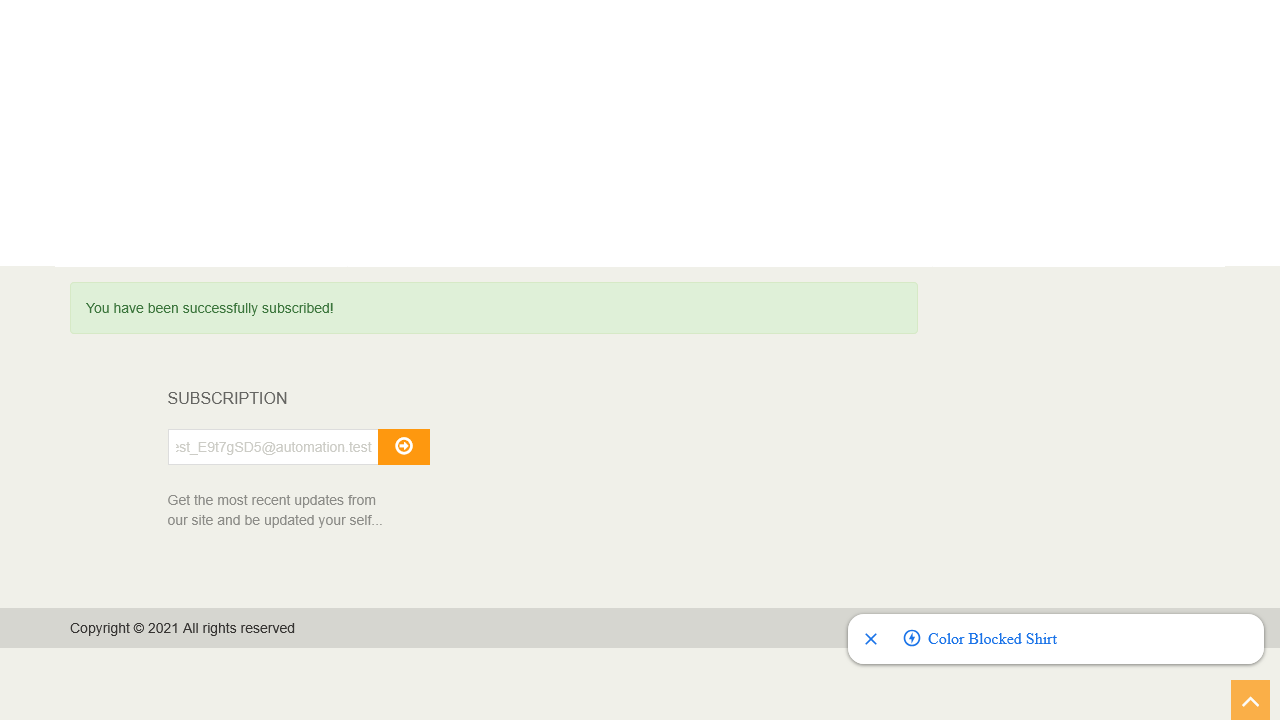 You have been successfully subscribed!
SUBSCRIPTION
st_E9t7gSD5@automation.test
Get the most recent updates from
our site and be updated your self...
Copyright © 2021 All rights reserved
Color Blocked Shirt